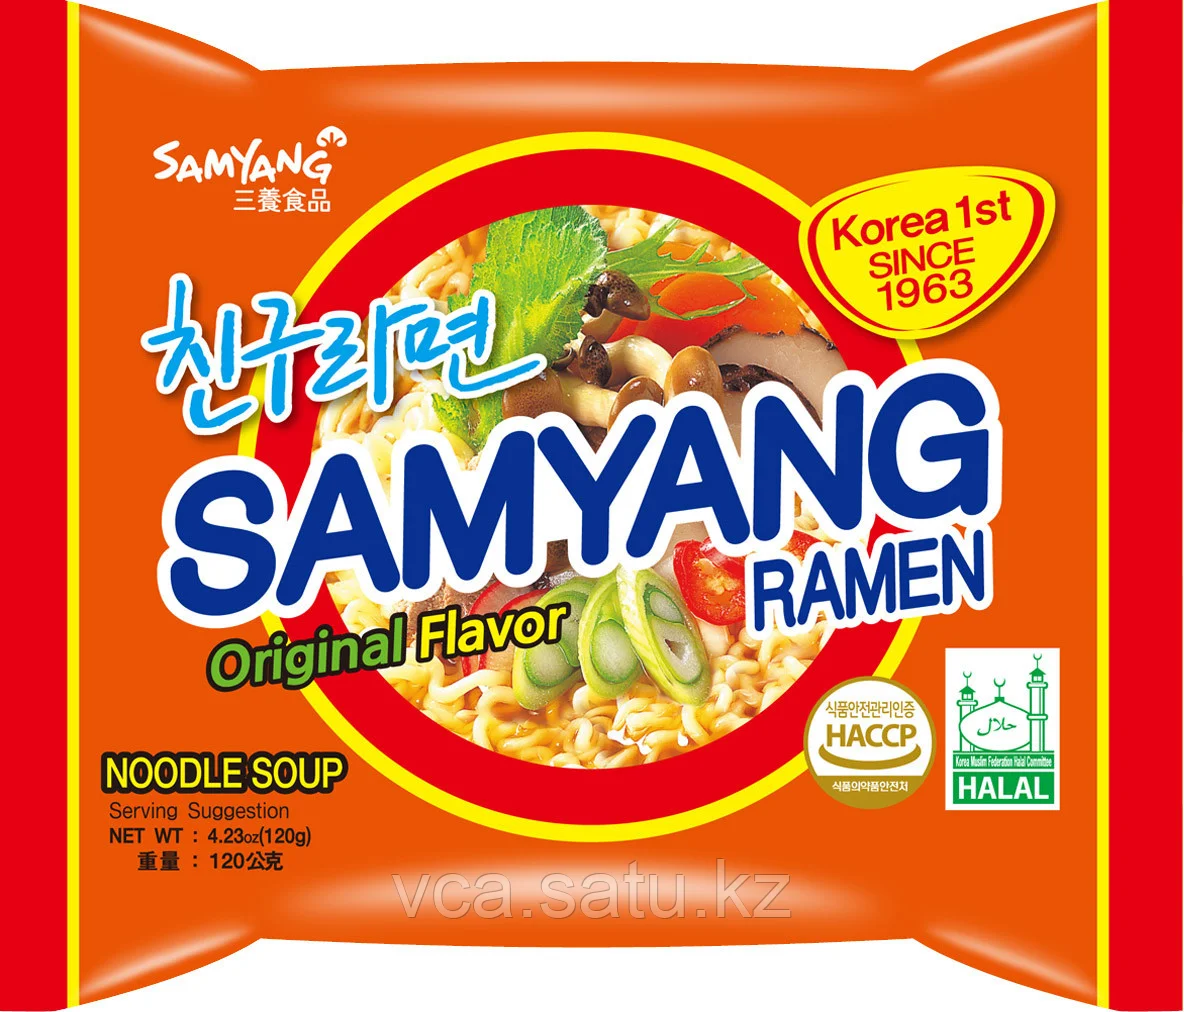 SAMYANG
三養食品
Korea 1st
SINCE
1963
친구라면
SAMYANG
RAMEN
Original Flavor
식품안전관리인증
HACCP
식품의약품안전처
حلال
Korea Muslim Federation Halal Committee
HALAL
NOODLE SOUP
Serving Suggestion
NET WT : 4.23oz(120g)
重量 : 120公克
vca.satu.kz